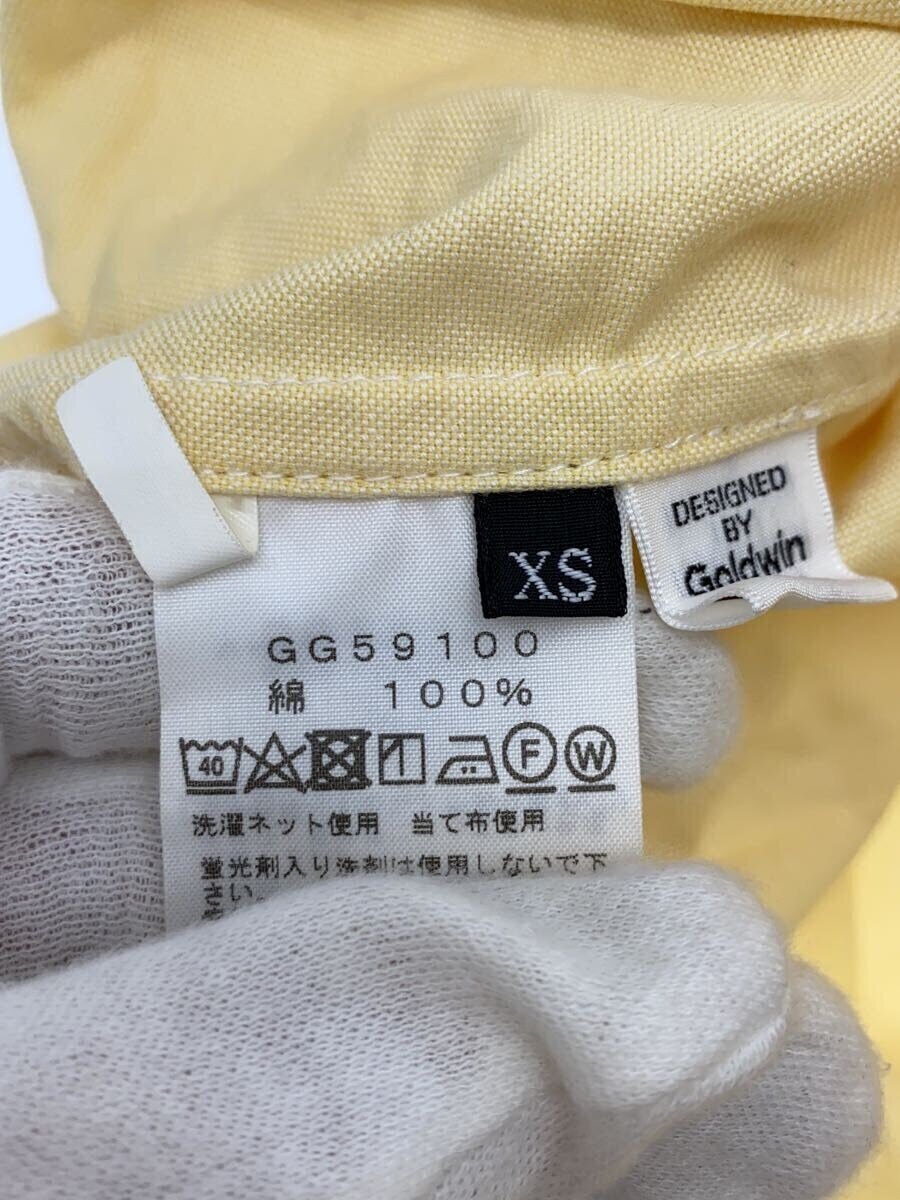 DESIGNED
BY
Goldwin
XS
GG59100
綿 100%
40 F W
洗濯ネット使用 当て布使用
蛍光剤入り洗剤は使用しないで下
さい。